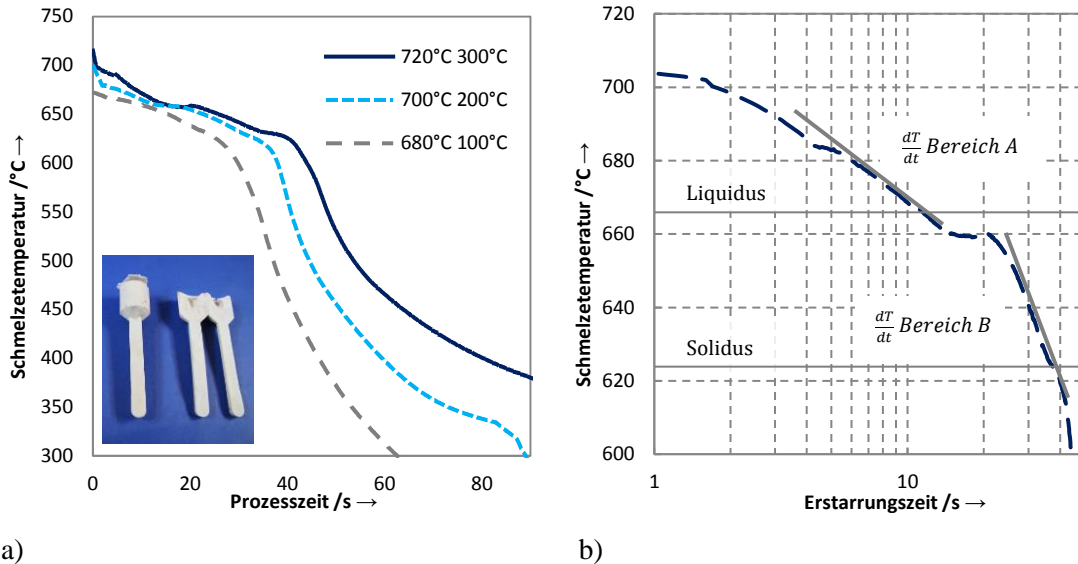 750
700
650
600
550
500
450
400
350
300
Schmelzetemperatur /°C →
720°C 300°C
700°C 200°C
680°C 100°C
0 20 40 60 80
Prozesszeit /s →
a)
720
700
680
660
640
620
600
Schmelzetemperatur /°C →
dT/dt Bereich A
Liquidus
dT/dt Bereich B
Solidus
1 10
Erstarrungszeit /s →
b)